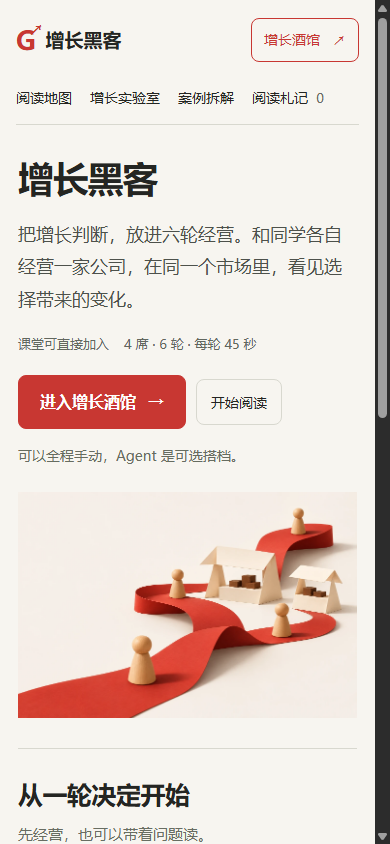 G 增长黑客
增长酒馆 ↗
阅读地图 增长实验室 案例拆解 阅读札记 0
增长黑客
把增长判断，放进六轮经营。和同学各自
经营一家公司，在同一个市场里，看见选
择带来的变化。
课堂可直接加入 4 席 · 6 轮 · 每轮 45 秒
进入增长酒馆 →
开始阅读
可以全程手动，Agent 是可选搭档。
从一轮决定开始
先经营，也可以带着问题读。